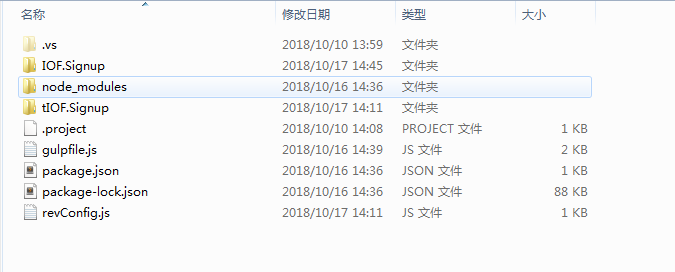 名称 修改日期 类型 大小
.vs 2018/10/10 13:59 文件夹
IOF.Signup 2018/10/17 14:45 文件夹
node_modules 2018/10/16 14:36 文件夹
tIOF.Signup 2018/10/17 14:11 文件夹
.project 2018/10/10 14:08 PROJECT 文件 1 KB
gulpfile.js 2018/10/16 14:39 JS 文件 2 KB
package.json 2018/10/16 14:36 JSON 文件 1 KB
package-lock.json 2018/10/16 14:36 JSON 文件 88 KB
revConfig.js 2018/10/17 14:11 JS 文件 1 KB